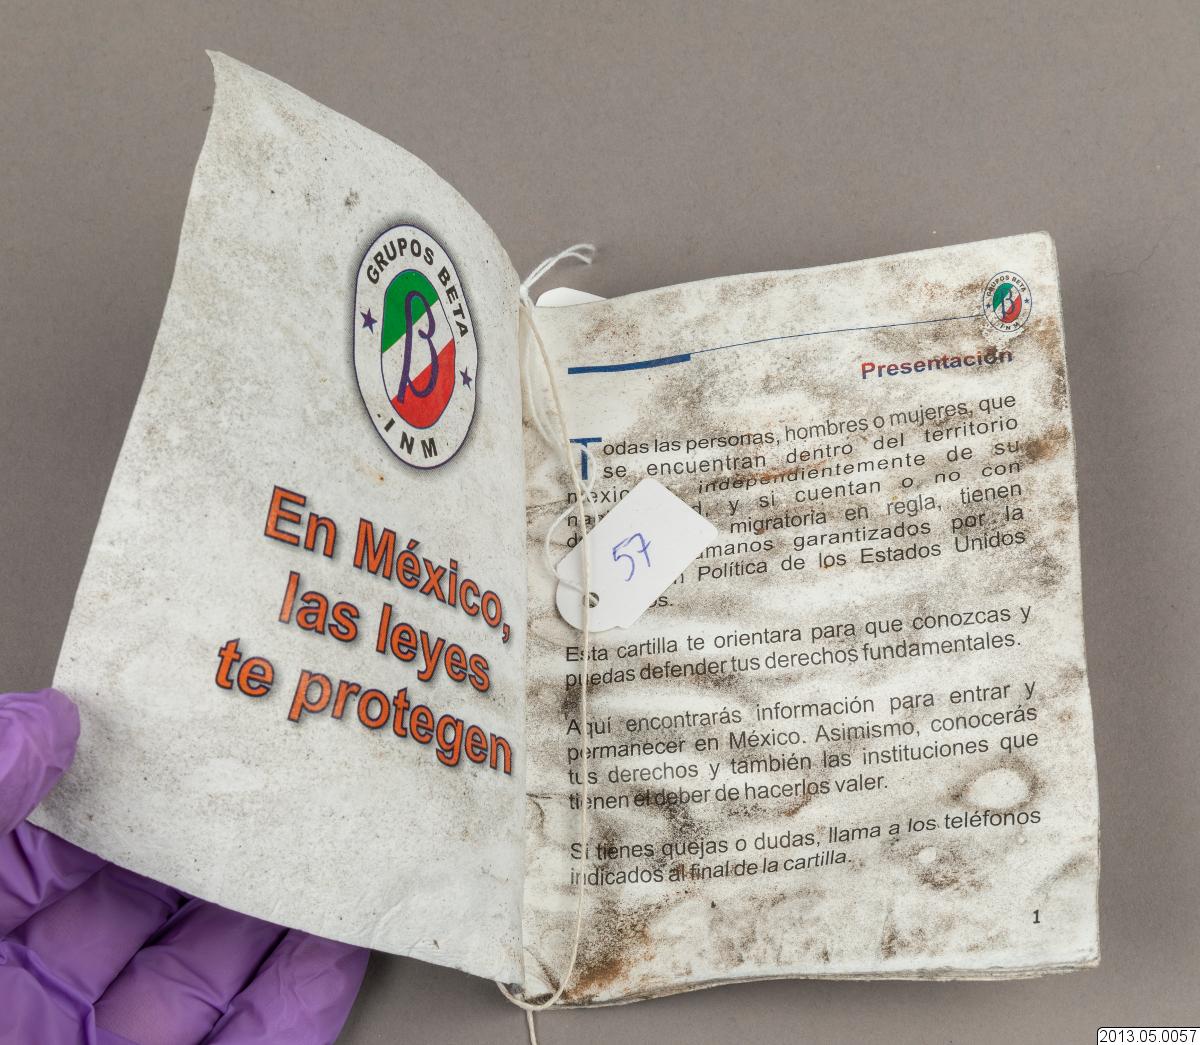 GRUPOS BETA
B
INM
En México,
las leyes
te protegen
GRUPOS BETA
B
INM
Presentación
Todas las personas, hombres o mujeres, que
se encuentran dentro del territorio
independientemente de su
y si cuentan o no con
migratoria en regla, tienen
garantizados por la
Política de los Estados Unidos
Esta cartilla te orientara para que conozcas y
puedas defender tus derechos fundamentales.
Aquí encontrarás información para entrar y
permanecer en México. Asimismo, conocerás
tus derechos y también las instituciones que
tienen el deber de hacerlos valer.
Si tienes quejas o dudas, llama a los teléfonos
indicados al final de la cartilla.
1
57
2013.05.0057